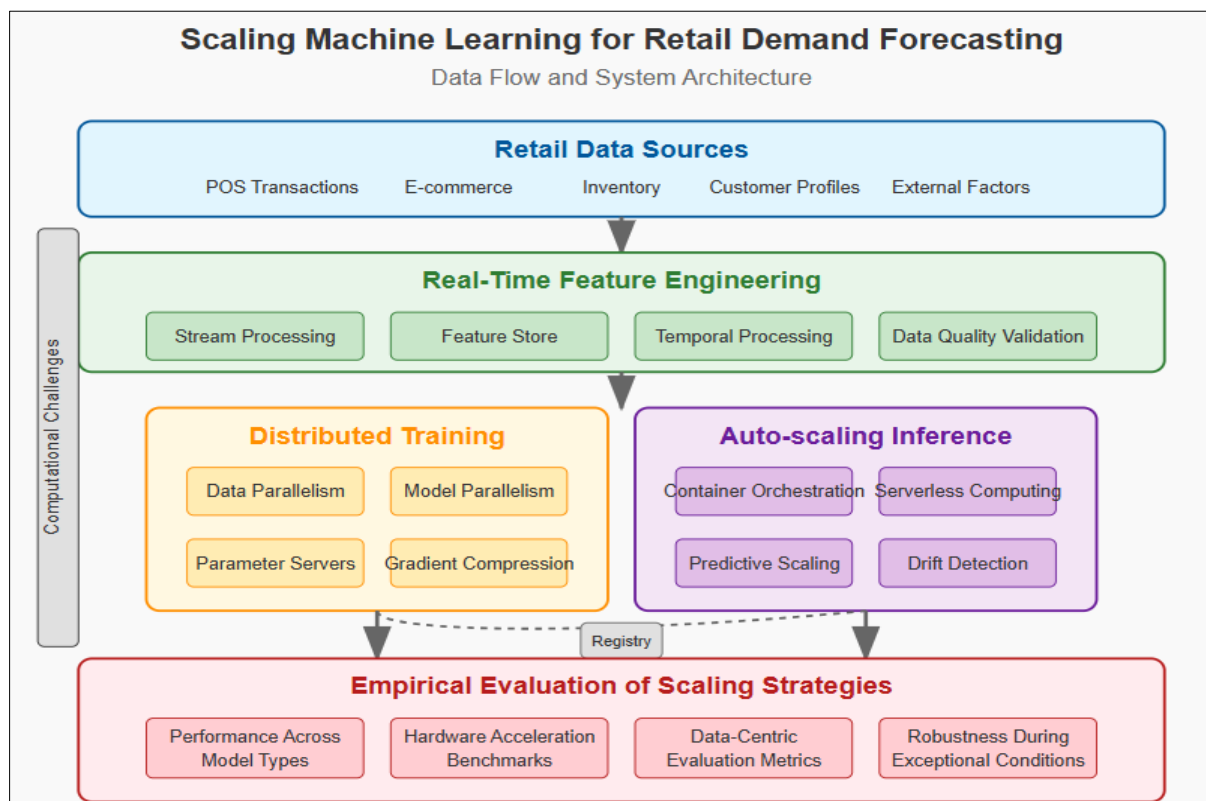 Scaling Machine Learning for Retail Demand Forecasting
Data Flow and System Architecture
Retail Data Sources
POS Transactions E-commerce Inventory Customer Profiles External Factors
Computational Challenges
Real-Time Feature Engineering
Stream Processing Feature Store Temporal Processing Data Quality Validation
Distributed Training
Data Parallelism Model Parallelism
Parameter Servers Gradient Compression
Auto-scaling Inference
Container Orchestration Serverless Computing
Predictive Scaling Drift Detection
Registry
Empirical Evaluation of Scaling Strategies
Performance Across
Model Types
Hardware Acceleration
Benchmarks
Data-Centric
Evaluation Metrics
Robustness During
Exceptional Conditions